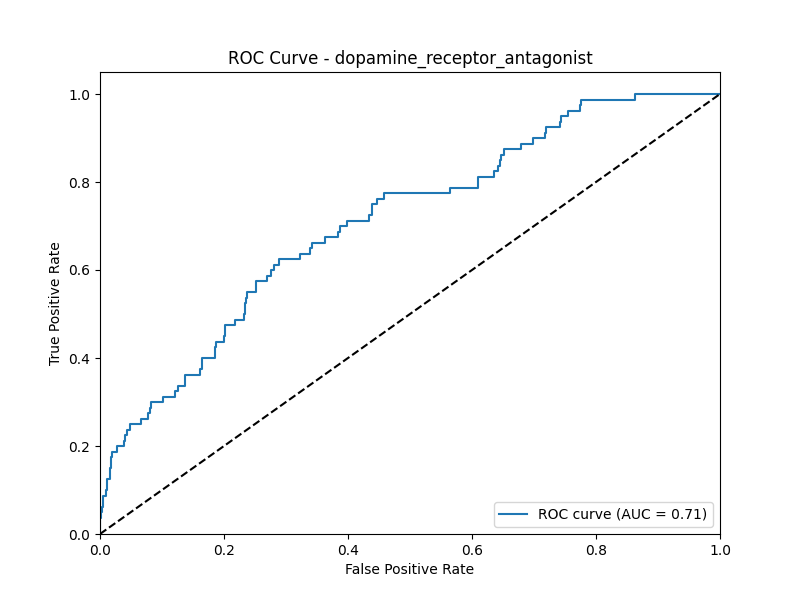 ROC Curve - dopamine_receptor_antagonist
True Positive Rate
1.0
0.8
0.6
0.4
0.2
0.0
0.0 0.2 0.4 0.6 0.8 1.0
False Positive Rate
ROC curve (AUC = 0.71)